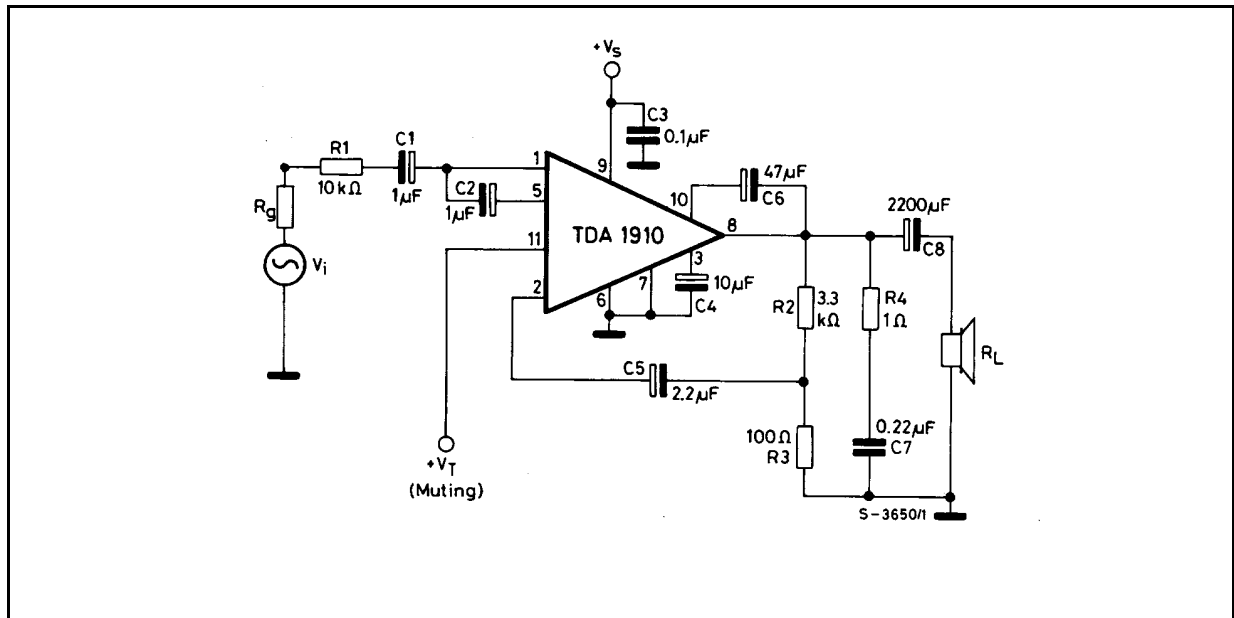 +Vs
C3
0.1µF
R1
10kΩ
C1
1µF
C2
1µF
Rg
Vi
1
5
11
2
9
10
8
3
7
6
TDA 1910
47µF
C6
2200µF
C8
10µF
C4
R2
3.3
kΩ
R4
1Ω
RL
C5
2.2µF
100Ω
R3
0.22µF
C7
+VT
(Muting)
S-3650/1